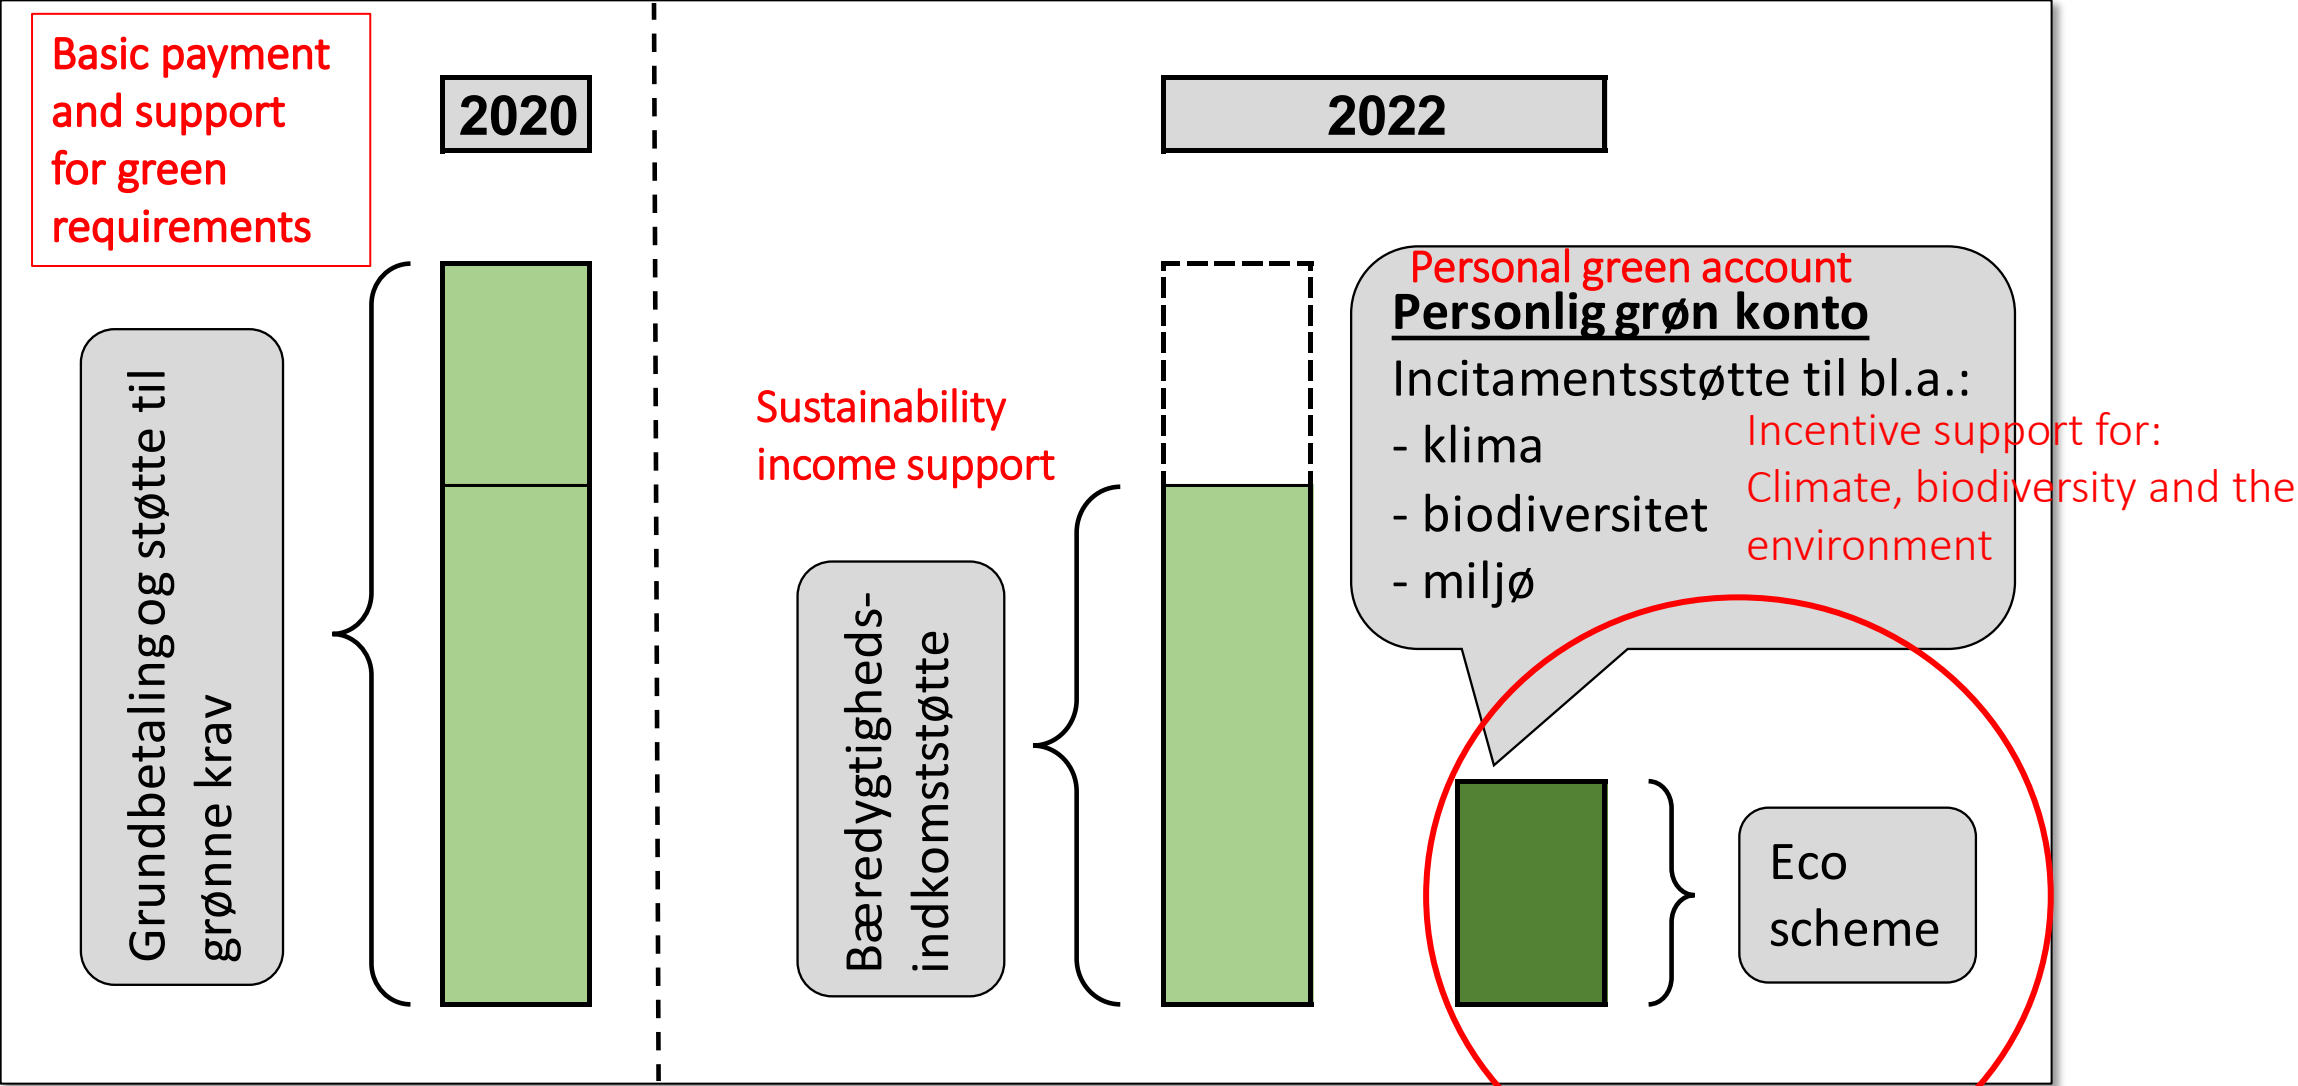 Basic payment
and support
for green
requirements
2020
2022
Grundbetaling og støtte til
grønne krav
Sustainability
income support
Bæredygtigheds-
indkomststøtte
Personal green account
Personlig grøn konto
Incitamentsstøtte til bl.a.:
- klima
- biodiversitet
- miljø
Incentive support for:
Climate, biodiversity and the
environment
Eco
scheme